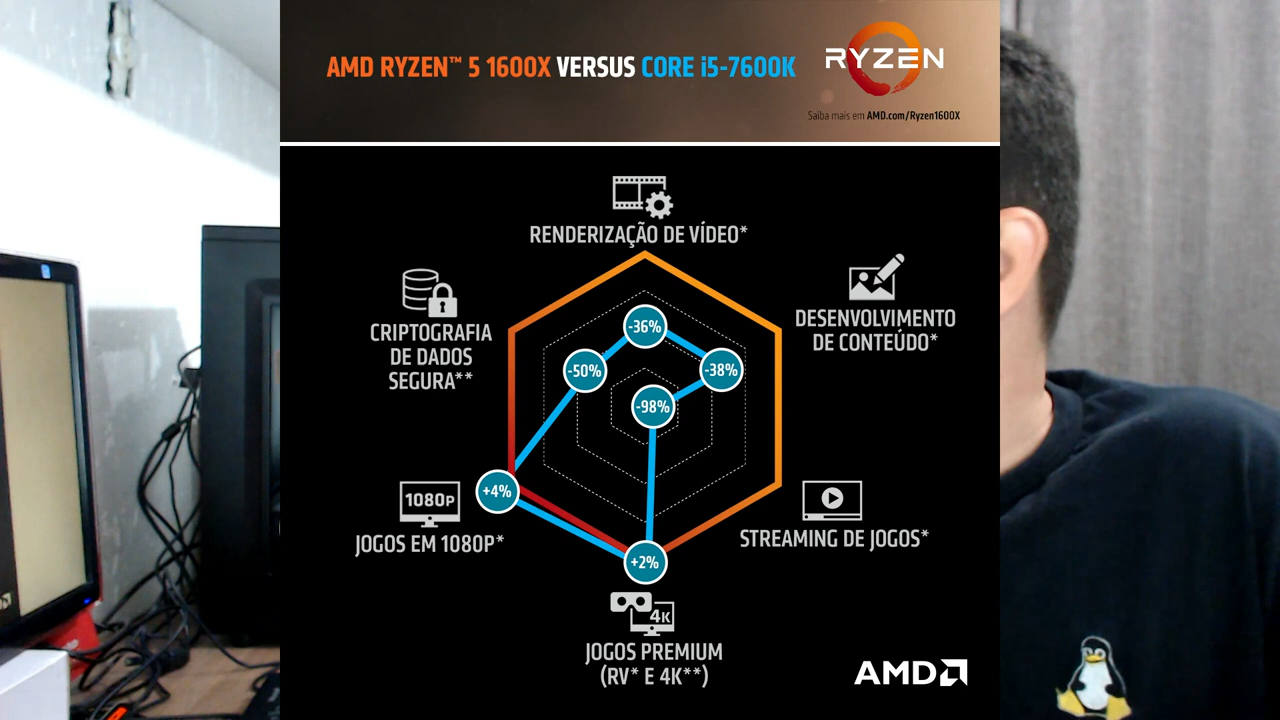 AMD RYZEN™ 5 1600X VERSUS CORE i5-7600K
RYZEN
Saiba mais em AMD.com/Ryzen1600X
RENDERIZAÇÃO DE VÍDEO*
DESENVOLVIMENTO
DE CONTEÚDO*
CRIPTOGRAFIA
DE DADOS
SEGURA**
-36%
-50%
-38%
-98%
+4%
+2%
1080P
JOGOS EM 1080P*
STREAMING DE JOGOS*
4K
JOGOS PREMIUM
(RV* E 4K**)
AMD